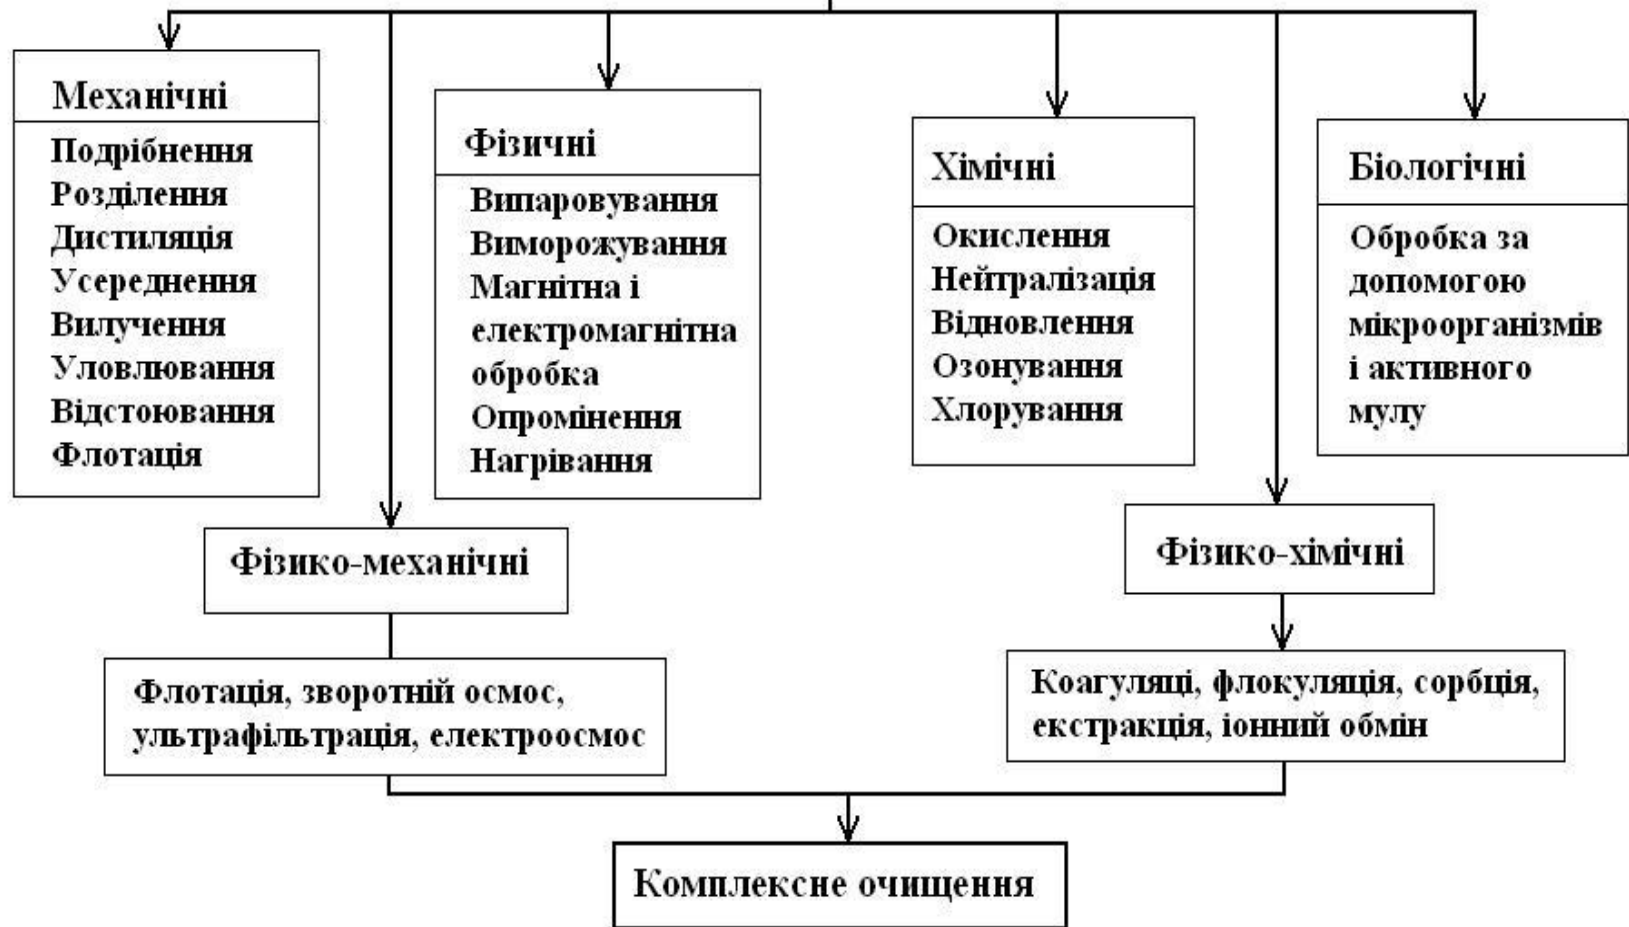 Механічні
Подрібнення
Розділення
Дистиляція
Усереднення
Вилучення
Уловлювання
Відстоювання
Флотація
Фізичні
Випаровування
Виморожування
Магнітна і
електромагнітна
обробка
Опромінення
Нагрівання
Хімічні
Окислення
Нейтралізація
Відновлення
Озонування
Хлорування
Біологічні
Обробка за
допомогою
мікроорганізмів
і активного
мулу
Фізико-механічні
Фізико-хімічні
Флотація, зворотній осмос,
ультрафільтрація, електроосмос
Коагуляці, флокуляція, сорбція,
екстракція, іонний обмін
Комплексне очищення